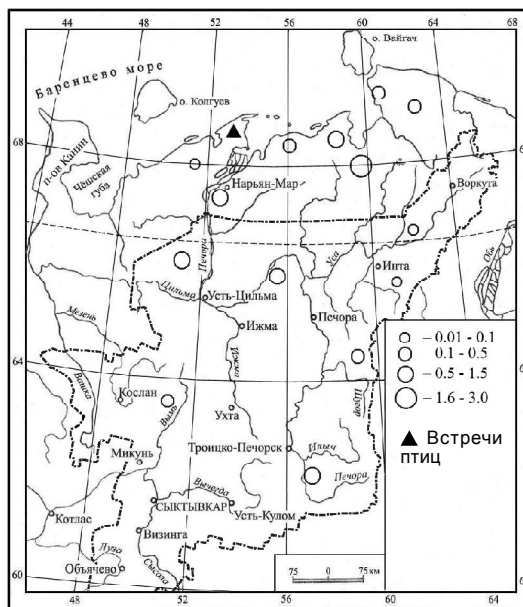 44 48 52 56 60 64 68
о. Вайгач
Баренцево море
о. Колгуев
68
п-ов Канин
Чёшская
губа
Нарьян-Мар
Воркута
Печора
Уса
Обь
Инта
Цильма
Усть-Цильма
Мезень
Ижма
Печора
– 0.01 - 0.1
0.1 - 0.5
– 0.5 - 1.5
– 1.6 - 3.0
64
Ижма
Щугор
Вашка
Кослан
Вымь
Ухта
Встречи
птиц
Микунь
Троицко-Печорск
Илыч
Печора
Вычегда
СЫКТЫВКАР
Усть-Кулом
Котлас
Визинга
Луза
Объячево
Сысола
60
75 0 75 км
48 52 56 60